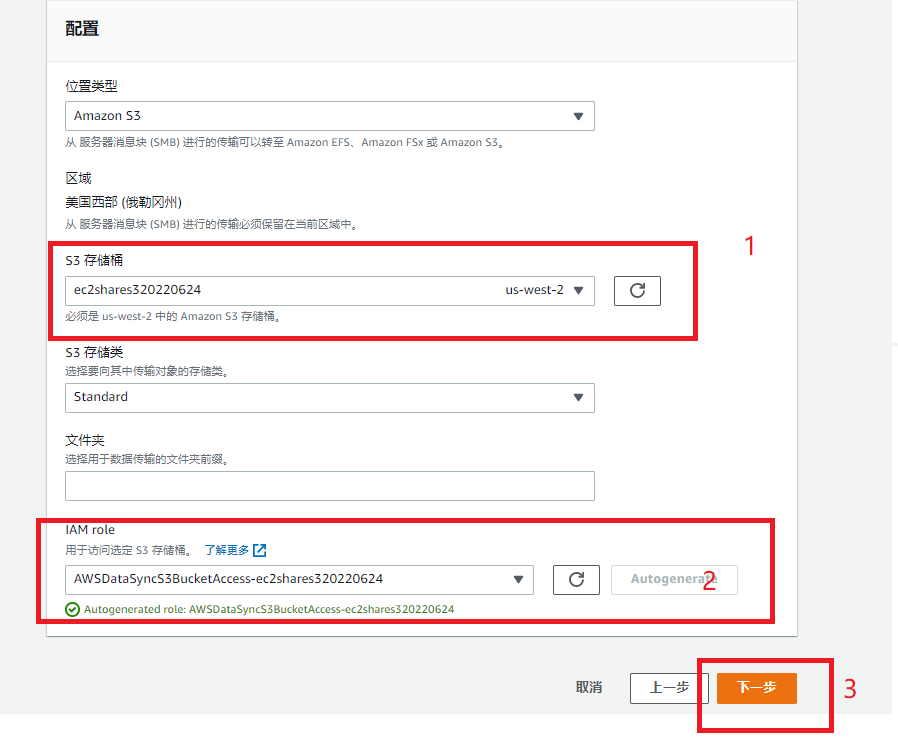 配置
位置类型
Amazon S3
从 服务器消息块 (SMB) 进行的传输可以转至 Amazon EFS、Amazon FSx 或 Amazon S3。
区域
美国西部 (俄勒冈州)
从 服务器消息块 (SMB) 进行的传输必须保留在当前区域中。
1
S3 存储桶
ec2shares320220624 us-west-2
必须是 us-west-2 中的 Amazon S3 存储桶。
S3 存储类
选择要向其中传输对象的存储类。
Standard
文件夹
选择用于数据传输的文件夹前缀。
IAM role
用于访问选定 S3 存储桶。 了解更多
AWSDataSyncS3BucketAccess-ec2shares320220624 Autogenerate 2
Autogenerated role: AWSDataSyncS3BucketAccess-ec2shares320220624
取消 上一步 下一步 3